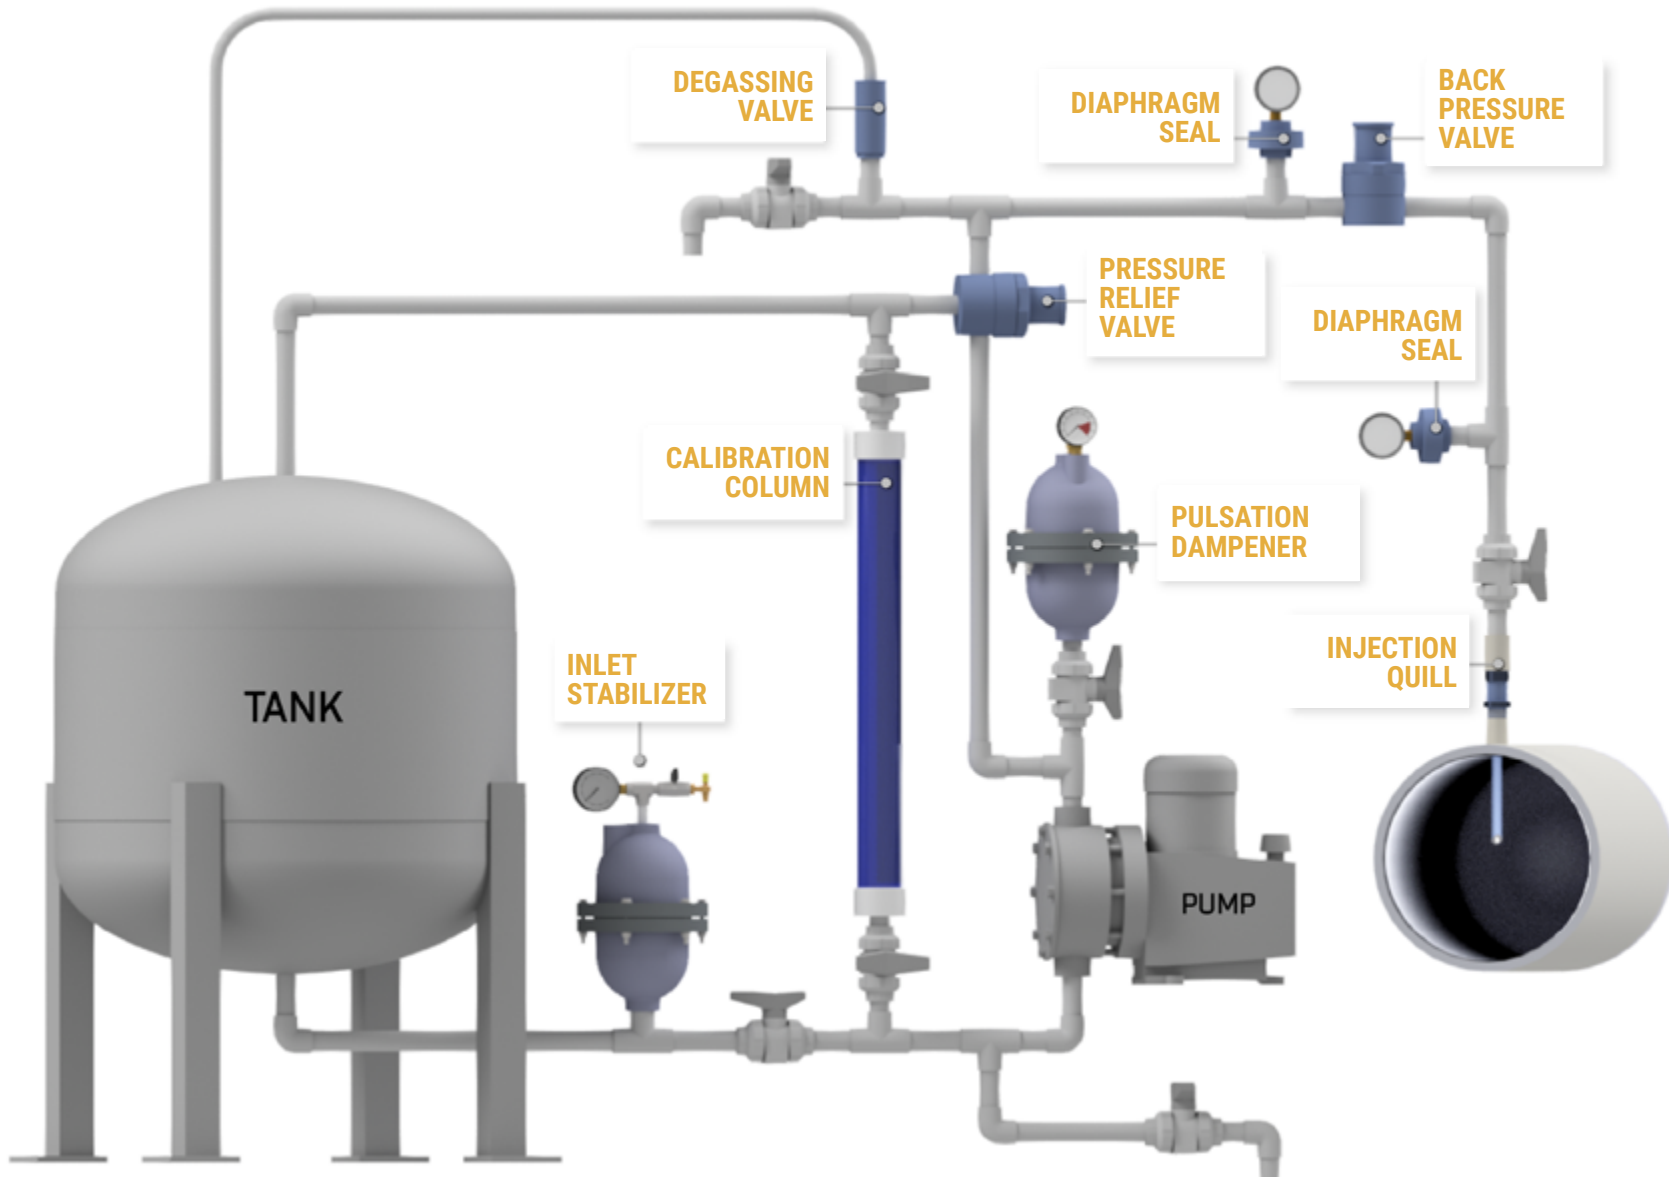 DEGASSING
VALVE
DIAPHRAGM
SEAL
BACK
PRESSURE
VALVE
PRESSURE
RELIEF
VALVE
DIAPHRAGM
SEAL
CALIBRATION
COLUMN
PULSATION
DAMPENER
INLET
STABILIZER
INJECTION
QUILL
TANK
PUMP